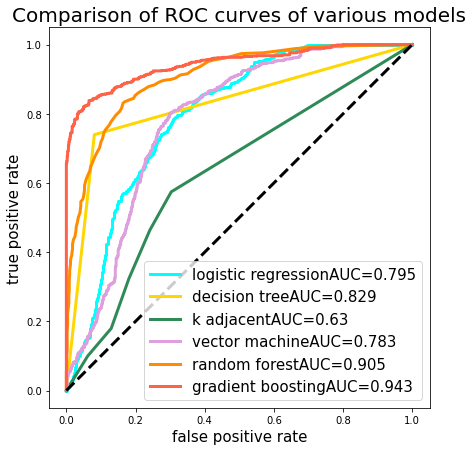 Comparison of ROC curves of various models
1.0
0.8
0.6
0.4
0.2
0.0
true positive rate
logistic regressionAUC=0.795
decision treeAUC=0.829
k adjacentAUC=0.63
vector machineAUC=0.783
random forestAUC=0.905
gradient boostingAUC=0.943
0.0 0.2 0.4 0.6 0.8 1.0
false positive rate